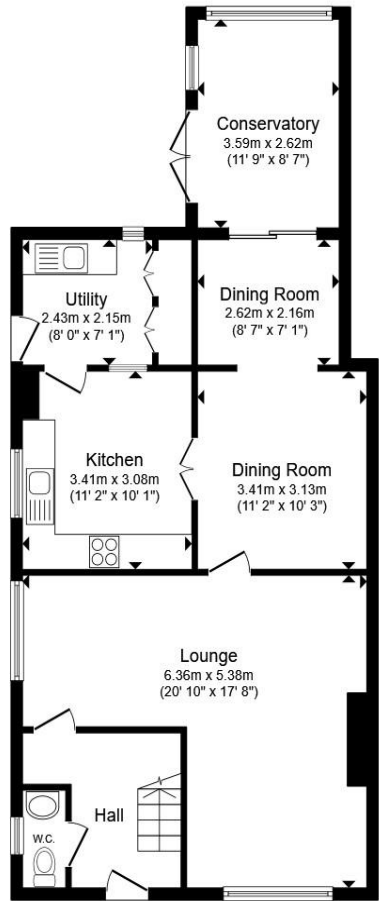 Conservatory
3.59m x 2.62m
(11' 9" x 8' 7")
Utility
2.43m x 2.15m
(8' 0" x 7' 1")
Dining Room
2.62m x 2.16m
(8' 7" x 7' 1")
Kitchen
3.41m x 3.08m
(11' 2" x 10' 1")
Dining Room
3.41m x 3.13m
(11' 2" x 10' 3")
Lounge
6.36m x 5.38m
(20' 10" x 17' 8")
Hall
W.C.